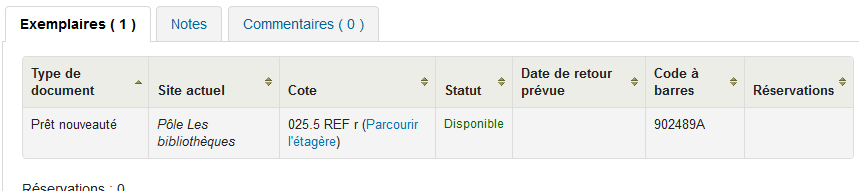 Exemplaires ( 1 ) Notes Commentaires ( 0 )
Type de document Site actuel Cote Statut Date de retour prévue Code à barres Réservations
Prêt nouveauté Pôle Les bibliothèques 025.5 REF r (Parcourir l'étagère) Disponible 902489A
Réservations : 0